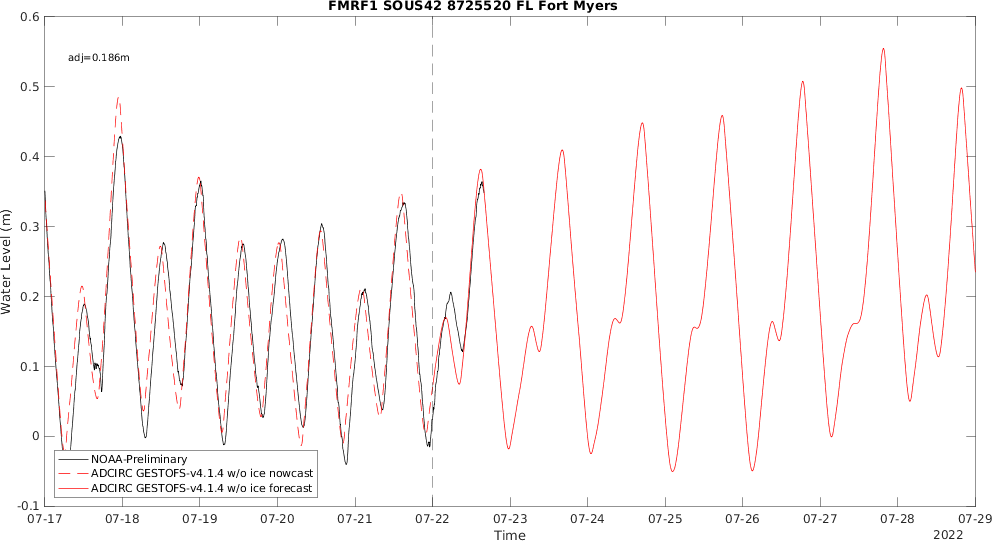 FMRF1 SOUS42 8725520 FL Fort Myers
adj=0.186m
Water Level (m)
0.6
0.5
0.4
0.3
0.2
0.1
0
-0.1
NOAA-Preliminary
ADCIRC GESTOFS-v4.1.4 w/o ice nowcast
ADCIRC GESTOFS-v4.1.4 w/o ice forecast
07-17 07-18 07-19 07-20 07-21 07-22 07-23 07-24 07-25 07-26 07-27 07-28 07-29
Time
2022